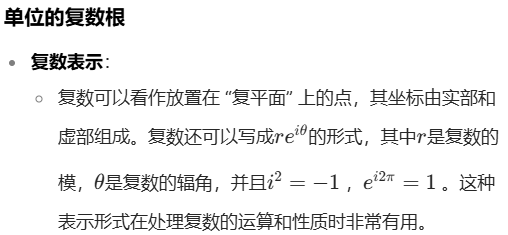 单位的复数根
• 复数表示：
○ 复数可以看作放置在 “复平面” 上的点，其坐标由实部和
虚部组成。复数还可以写成re^{iθ}的形式，其中r是复数的
模，θ是复数的辐角，并且i^2 = −1 ，e^{i2π} = 1 。这种
表示形式在处理复数的运算和性质时非常有用。